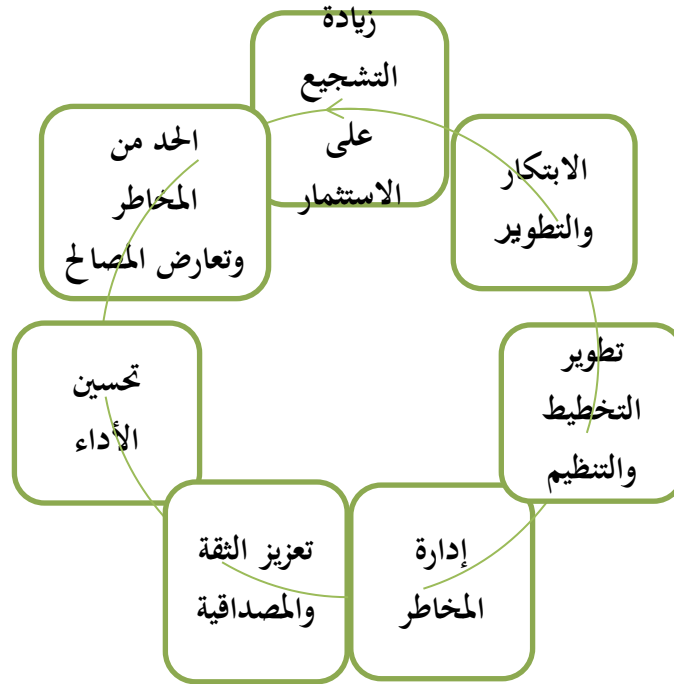 زيادة
التشجيع
على
الاستثمار
الابتكار
والتطوير
تطوير
التخطيط
والتنظيم
إدارة
المخاطر
تعزيز الثقة
والمصداقية
تحسين
الأداء
الحد من
المخاطر
وتعارض المصالح